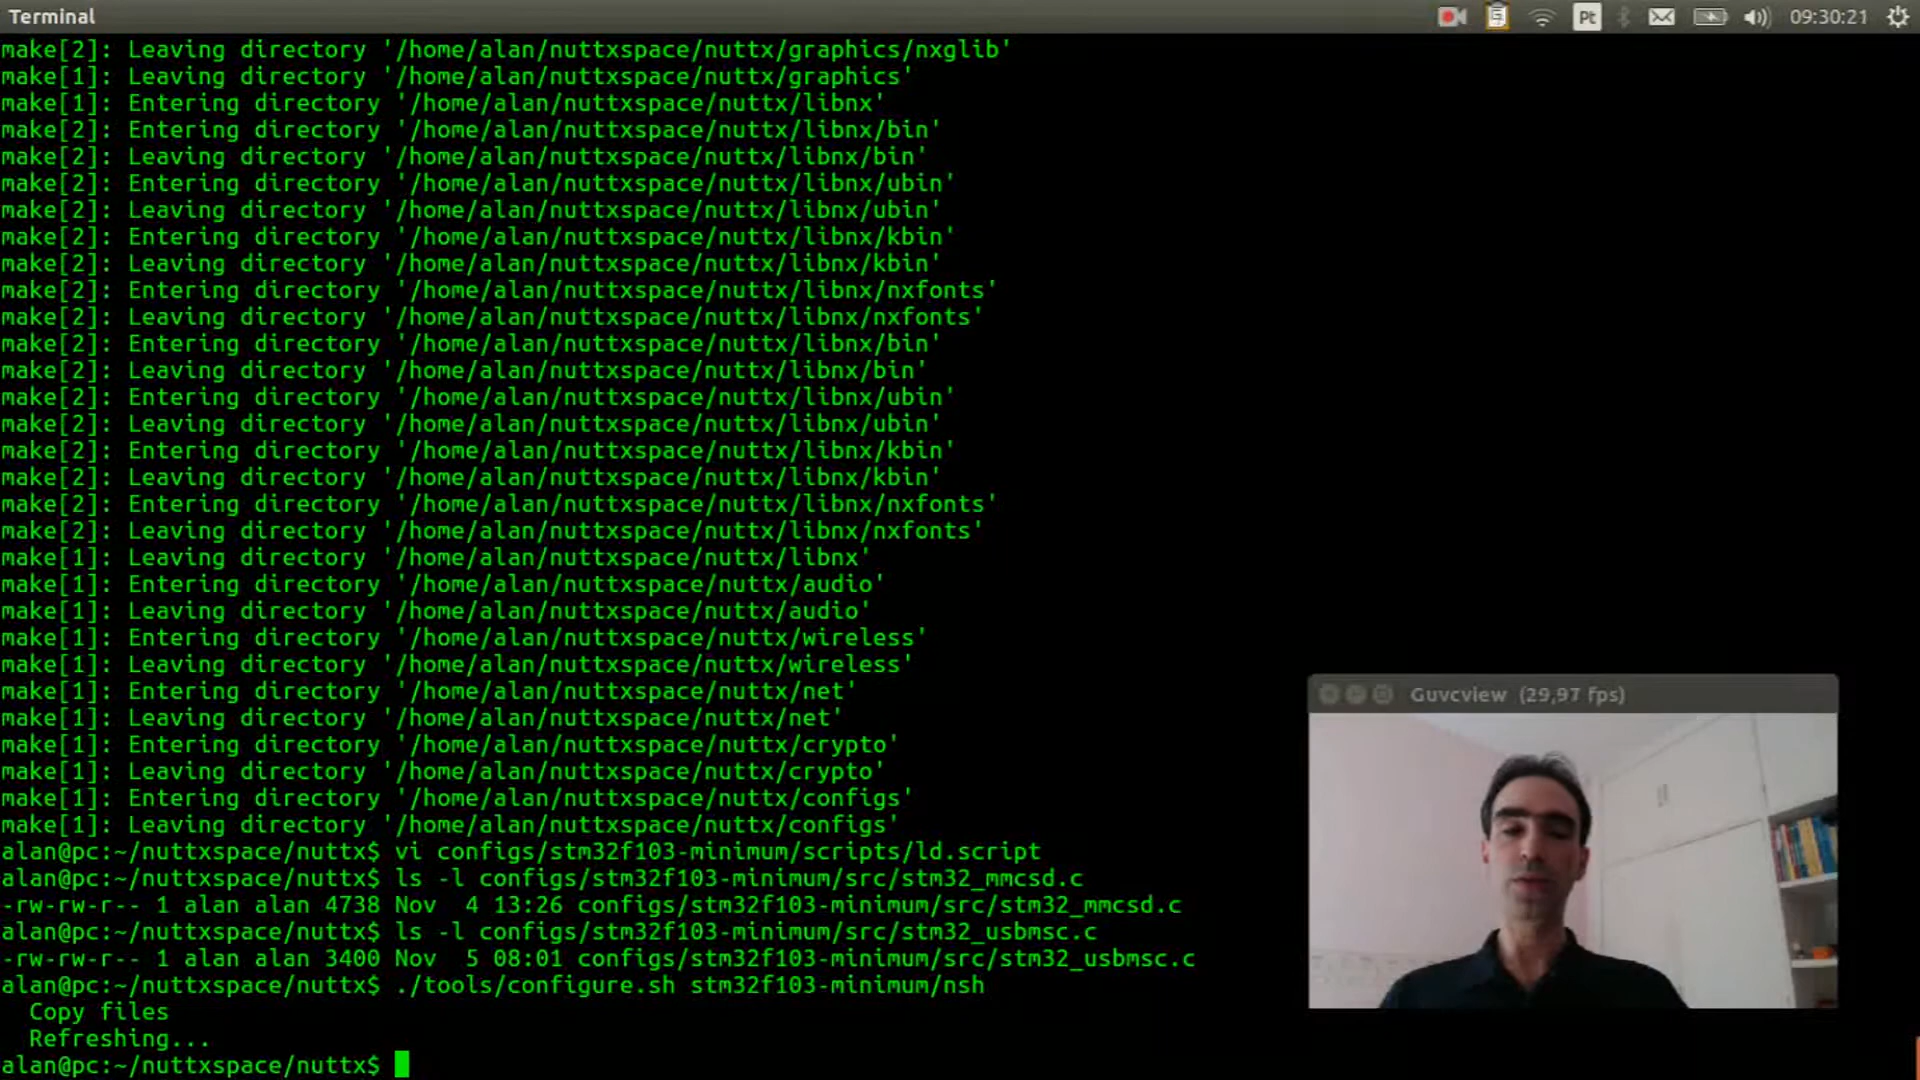 Terminal
Pt
09:30:21
make[2]: Leaving directory '/home/alan/nuttxspace/nuttx/graphics/nxglib'
make[1]: Leaving directory '/home/alan/nuttxspace/nuttx/graphics'
make[1]: Entering directory '/home/alan/nuttxspace/nuttx/libnx'
make[2]: Entering directory '/home/alan/nuttxspace/nuttx/libnx/bin'
make[2]: Leaving directory '/home/alan/nuttxspace/nuttx/libnx/bin'
make[2]: Entering directory '/home/alan/nuttxspace/nuttx/libnx/ubin'
make[2]: Leaving directory '/home/alan/nuttxspace/nuttx/libnx/ubin'
make[2]: Entering directory '/home/alan/nuttxspace/nuttx/libnx/kbin'
make[2]: Leaving directory '/home/alan/nuttxspace/nuttx/libnx/kbin'
make[2]: Entering directory '/home/alan/nuttxspace/nuttx/libnx/nxfonts'
make[2]: Leaving directory '/home/alan/nuttxspace/nuttx/libnx/nxfonts'
make[2]: Entering directory '/home/alan/nuttxspace/nuttx/libnx/bin'
make[2]: Leaving directory '/home/alan/nuttxspace/nuttx/libnx/bin'
make[2]: Entering directory '/home/alan/nuttxspace/nuttx/libnx/ubin'
make[2]: Leaving directory '/home/alan/nuttxspace/nuttx/libnx/ubin'
make[2]: Entering directory '/home/alan/nuttxspace/nuttx/libnx/kbin'
make[2]: Leaving directory '/home/alan/nuttxspace/nuttx/libnx/kbin'
make[2]: Entering directory '/home/alan/nuttxspace/nuttx/libnx/nxfonts'
make[2]: Leaving directory '/home/alan/nuttxspace/nuttx/libnx/nxfonts'
make[1]: Leaving directory '/home/alan/nuttxspace/nuttx/libnx'
make[1]: Entering directory '/home/alan/nuttxspace/nuttx/audio'
make[1]: Leaving directory '/home/alan/nuttxspace/nuttx/audio'
make[1]: Entering directory '/home/alan/nuttxspace/nuttx/wireless'
make[1]: Leaving directory '/home/alan/nuttxspace/nuttx/wireless'
make[1]: Entering directory '/home/alan/nuttxspace/nuttx/net'
make[1]: Leaving directory '/home/alan/nuttxspace/nuttx/net'
make[1]: Entering directory '/home/alan/nuttxspace/nuttx/crypto'
make[1]: Leaving directory '/home/alan/nuttxspace/nuttx/crypto'
make[1]: Entering directory '/home/alan/nuttxspace/nuttx/configs'
make[1]: Leaving directory '/home/alan/nuttxspace/nuttx/configs'
alan@pc:~/nuttxspace/nuttx$ vi configs/stm32f103-minimum/scripts/ld.script
alan@pc:~/nuttxspace/nuttx$ ls -l configs/stm32f103-minimum/src/stm32_mmcsd.c
-rw-rw-r-- 1 alan alan 4738 Nov  4 13:26 configs/stm32f103-minimum/src/stm32_mmcsd.c
alan@pc:~/nuttxspace/nuttx$ ls -l configs/stm32f103-minimum/src/stm32_usbmsc.c
-rw-rw-r-- 1 alan alan 3400 Nov  5 08:01 configs/stm32f103-minimum/src/stm32_usbmsc.c
alan@pc:~/nuttxspace/nuttx$ ./tools/configure.sh stm32f103-minimum/nsh
  Copy files
  Refreshing...
alan@pc:~/nuttxspace/nuttx$
Guvcview (29,97 fps)